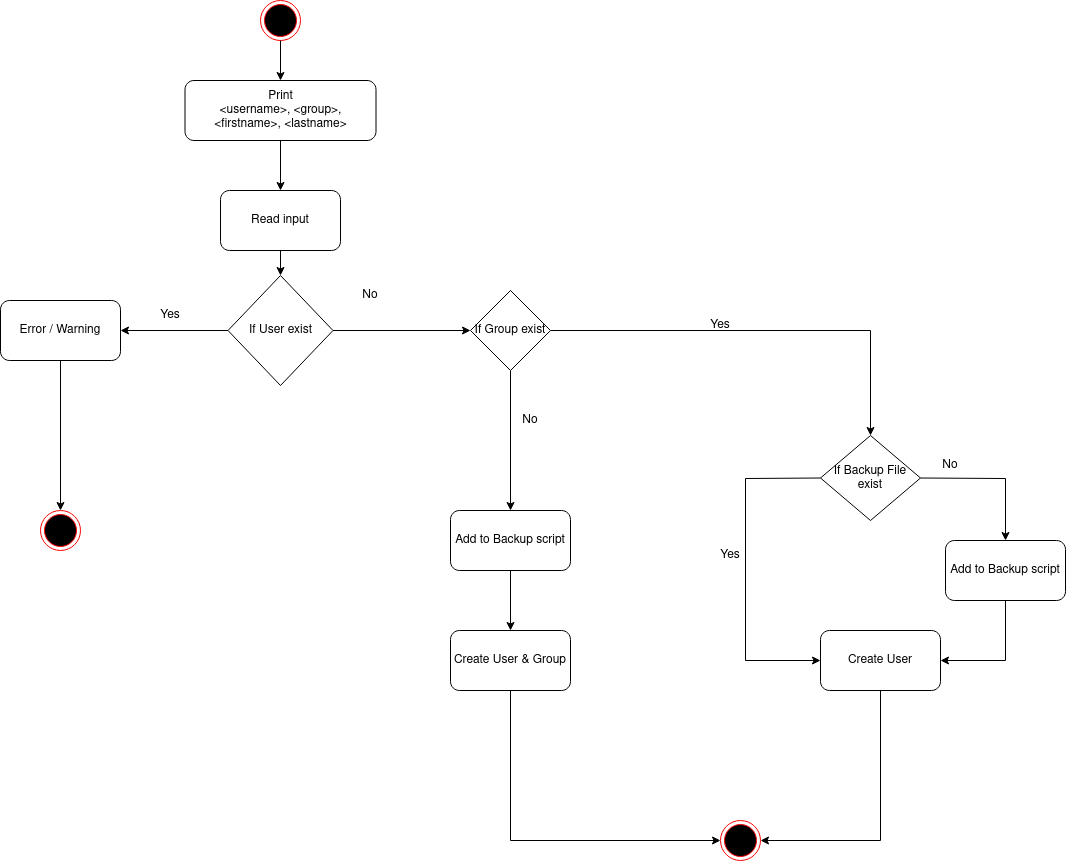 Print
<username>, <group>,
<firstname>, <lastname>
Read input
No
Yes
Error / Warning
If User exist
If Group exist
Yes
No
If Backup File
exist
No
Add to Backup script
Yes
Add to Backup script
Create User & Group
Create User